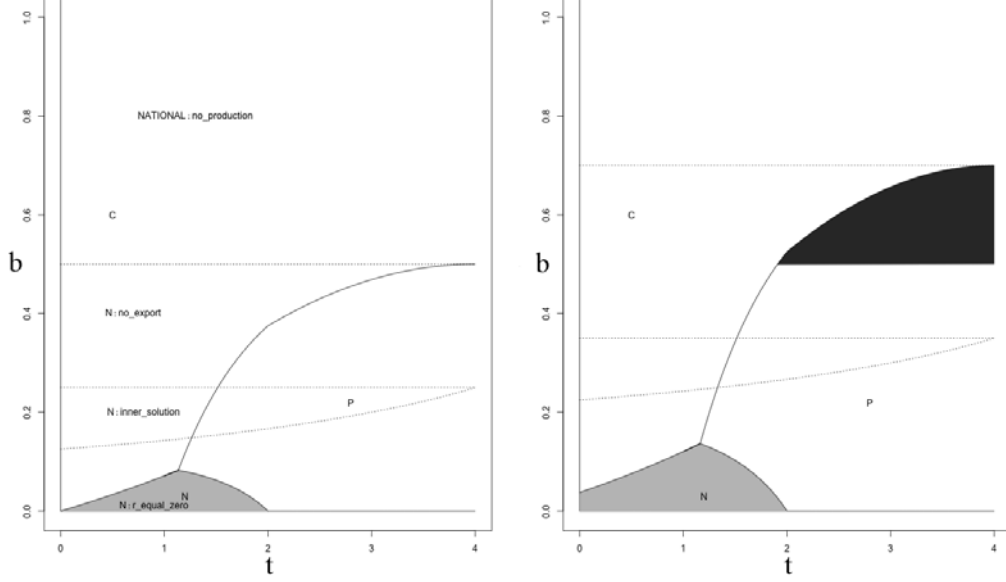 1.0
0.8
0.6
0.4
0.2
0.0
b
NATIONAL : no_production
C
N : no_export
N : inner_solution
P
N
N : r_equal_zero
0 1 2 3 4
t
1.0
0.8
0.6
0.4
0.2
0.0
b
C
P
N
0 1 2 3 4
t